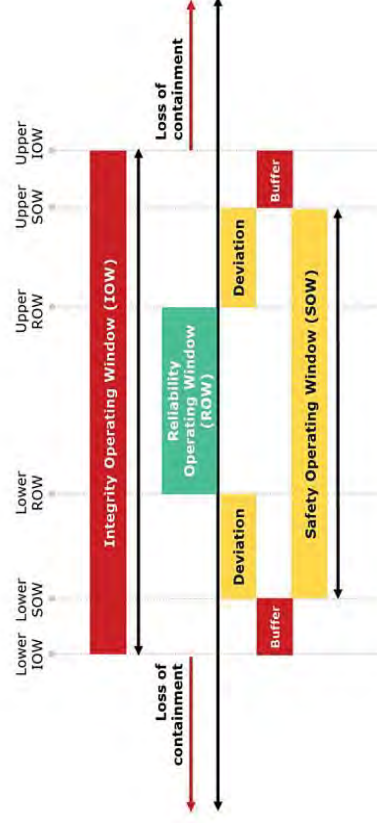 Lower
IOW
Lower
SOW
Lower
ROW
Upper
ROW
Upper
SOW
Upper
IOW
Integrity Operating Window (IOW)
Reliability
Operating Window
(ROW)
Loss of
containment
Loss of
containment
Deviation
Deviation
Buffer
Buffer
Safety Operating Window (SOW)